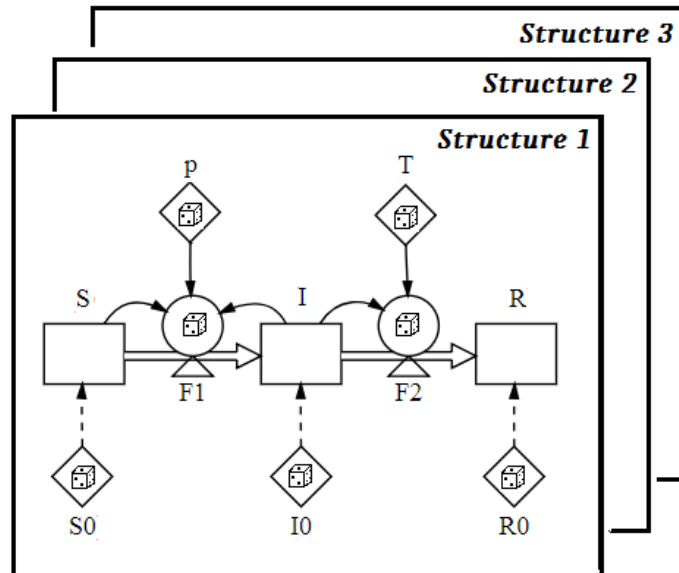 Structure 3
Structure 2
Structure 1
p T
S I R
F1 F2
S0 I0 R0